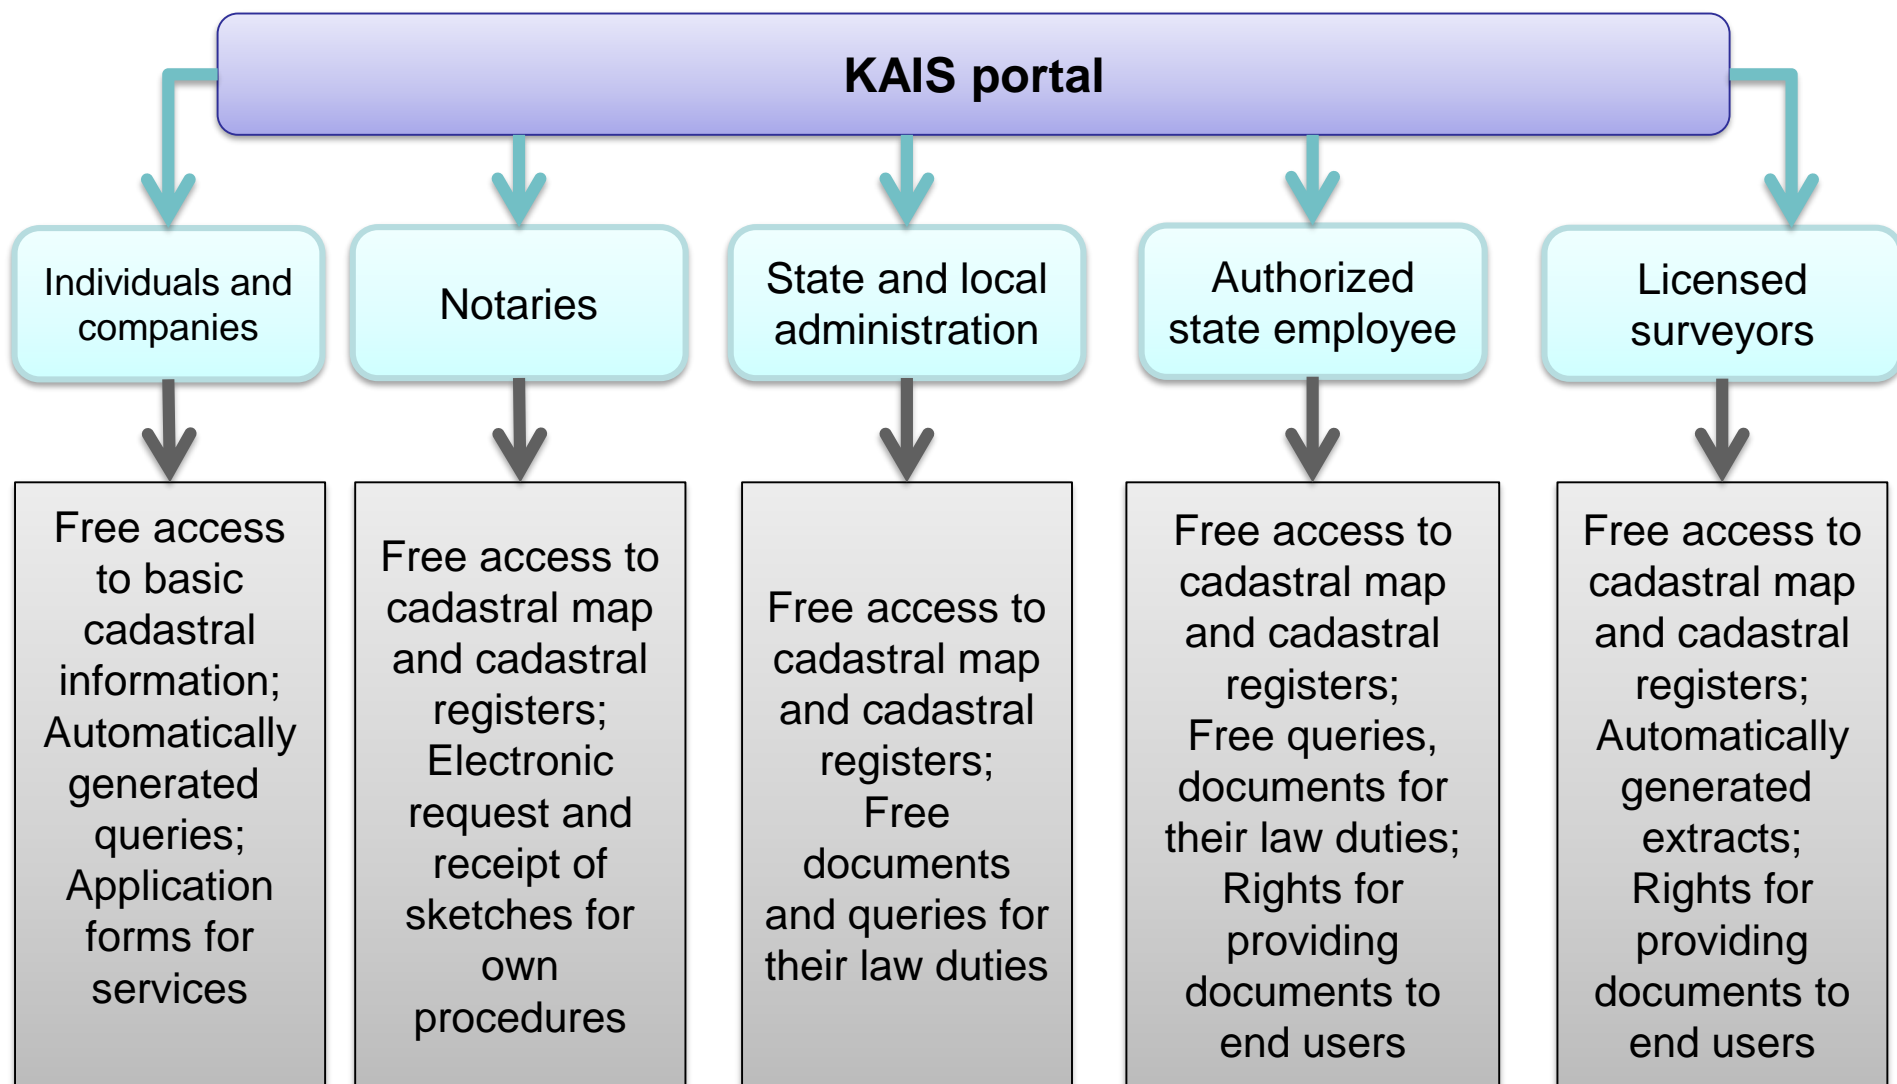 KAIS portal
Individuals and
companies
Notaries
State and local
administration
Authorized
state employee
Licensed
surveyors
Free access
to basic
cadastral
information;
Automatically
generated
queries;
Application
forms for
services
Free access to
cadastral map
and cadastral
registers;
Electronic
request and
receipt of
sketches for
own
procedures
Free access to
cadastral map
and cadastral
registers;
Free
documents
and queries for
their law duties
Free access to
cadastral map
and cadastral
registers;
Free queries,
documents for
their law duties;
Rights for
providing
documents to
end users
Free access to
cadastral map
and cadastral
registers;
Automatically
generated
extracts;
Rights for
providing
documents to
end users